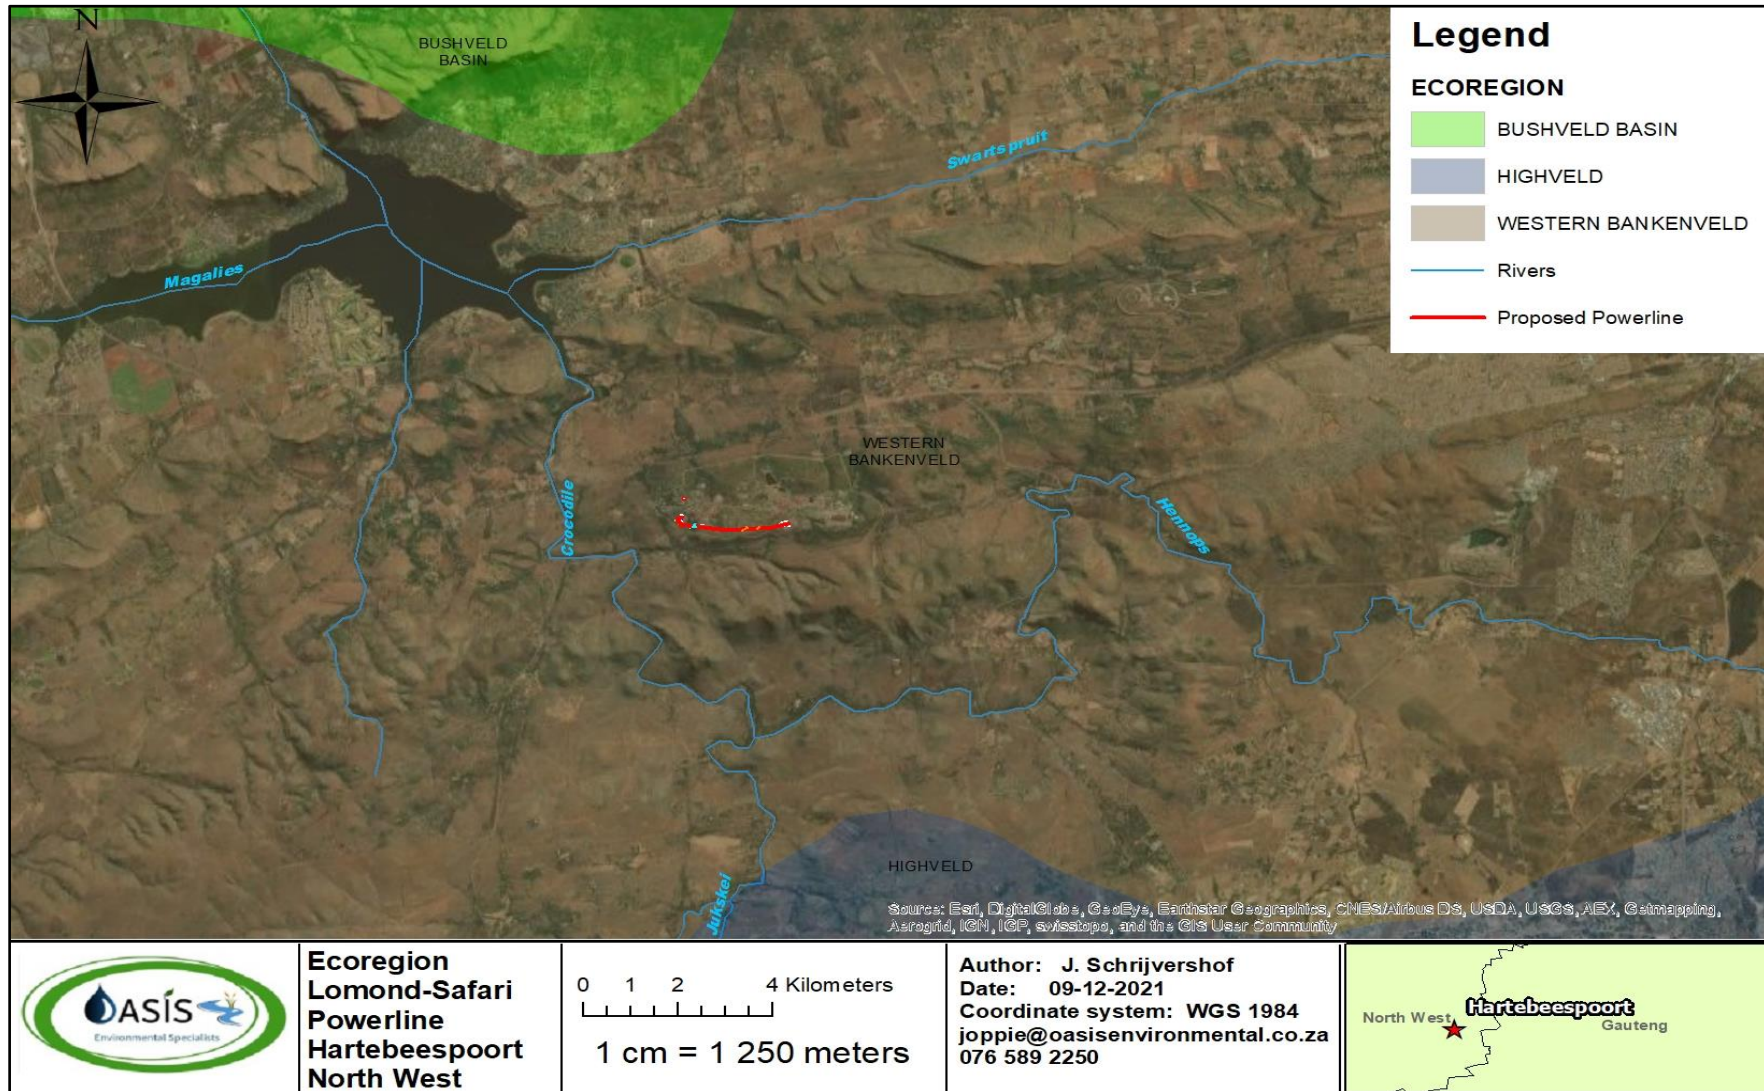 N
BUSHVELD
BASIN
Swartspruit
Magalies
WESTERN
BANKENVELD
Crocodile
Hennops
HIGHVELD
Jukskei
Source: Esri, DigitalGlobe, GeoEye, Earthstar Geographics, CNES/Airbus DS, USDA, USGS, AEX, Getmapping,
Aerogrid, IGN, IGP, swisstopo, and the GIS User Community
Legend
ECOREGION
BUSHVELD BASIN
HIGHVELD
WESTERN BANKENVELD
Rivers
Proposed Powerline
OASIS
Environmental Specialists
Ecoregion
Lomond-Safari
Powerline
Hartebeespoort
North West
0 1 2 4 Kilometers
1 cm = 1 250 meters
Author: J. Schrijvershof
Date: 09-12-2021
Coordinate system: WGS 1984
joppie@oasisenvironmental.co.za
076 589 2250
Hartebeespoort
North West
Gauteng